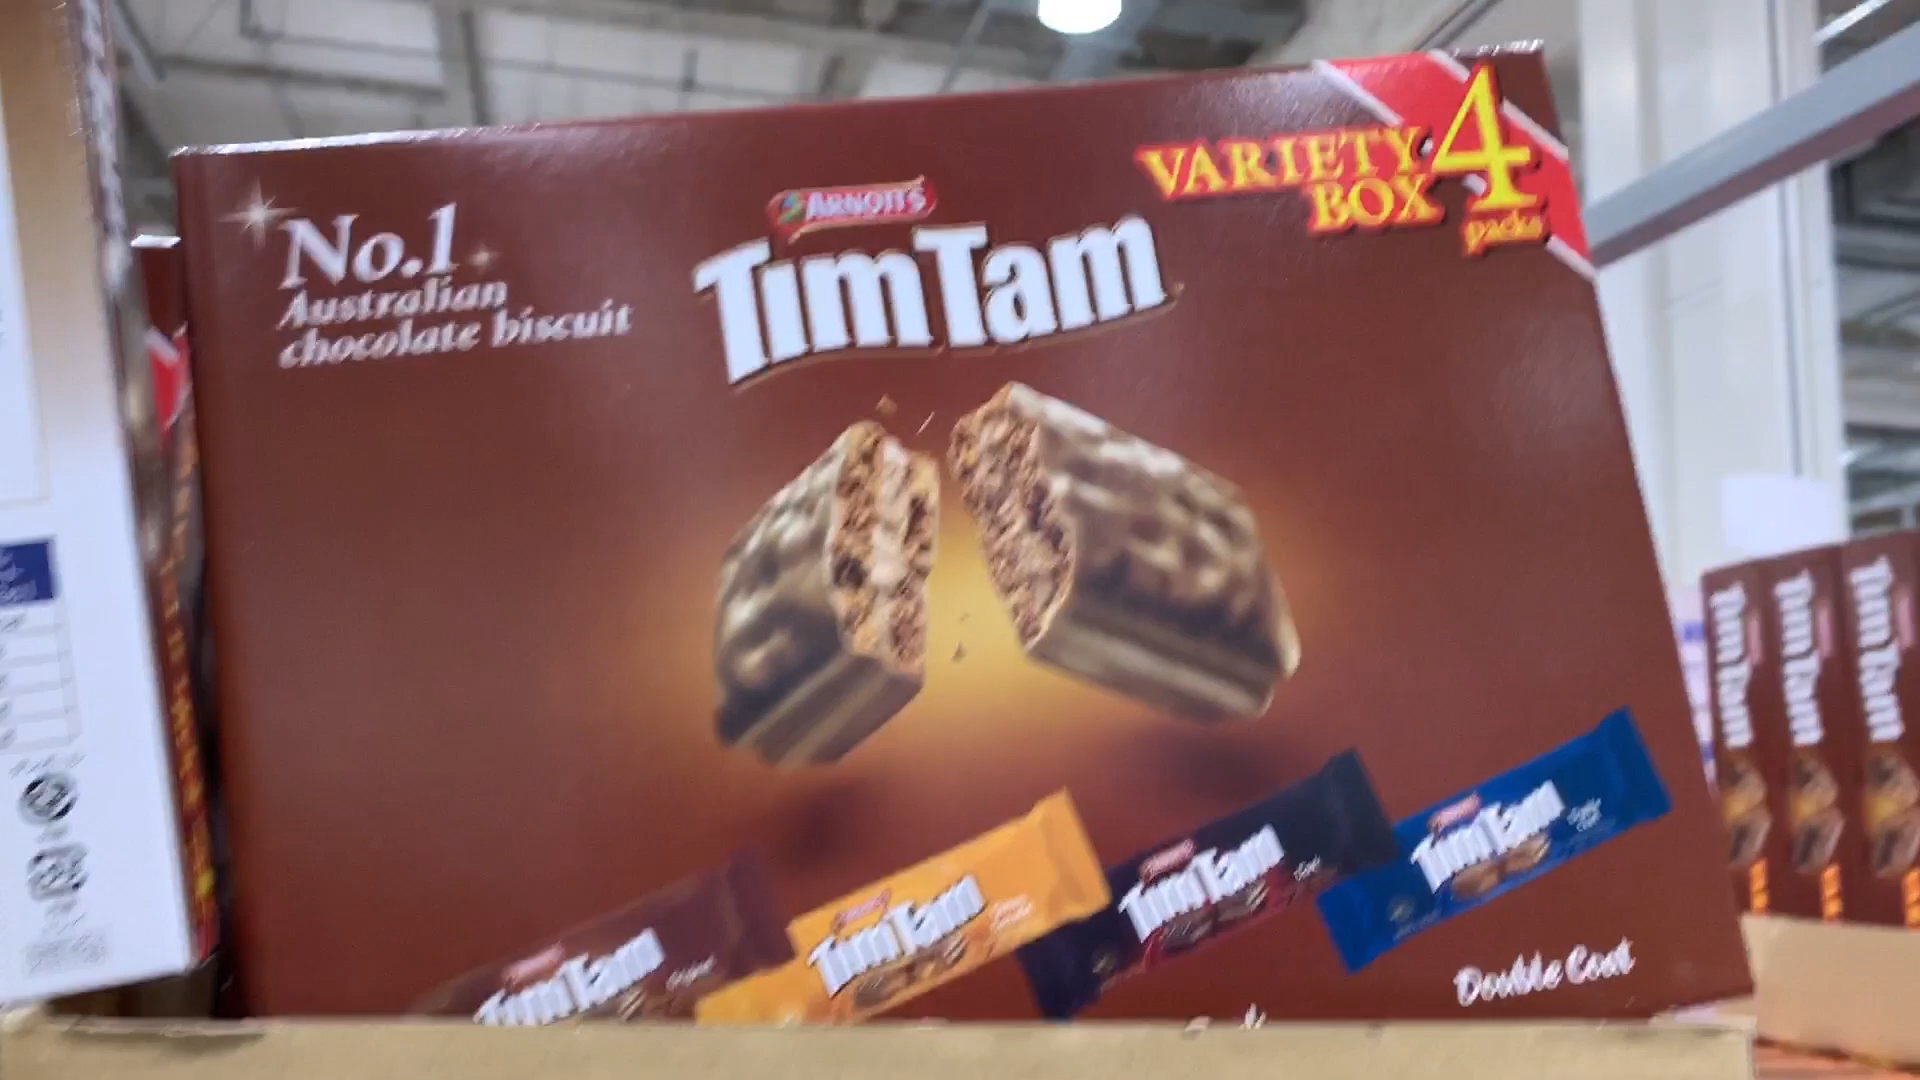 No.1
Australian
chocolate biscuit
ARNOTT'S
TimTam
VARIETY
BOX
4
packs
TimTam
TimTam
TimTam
TimTam
Double Coat
TimTam
TimTam
TimTam